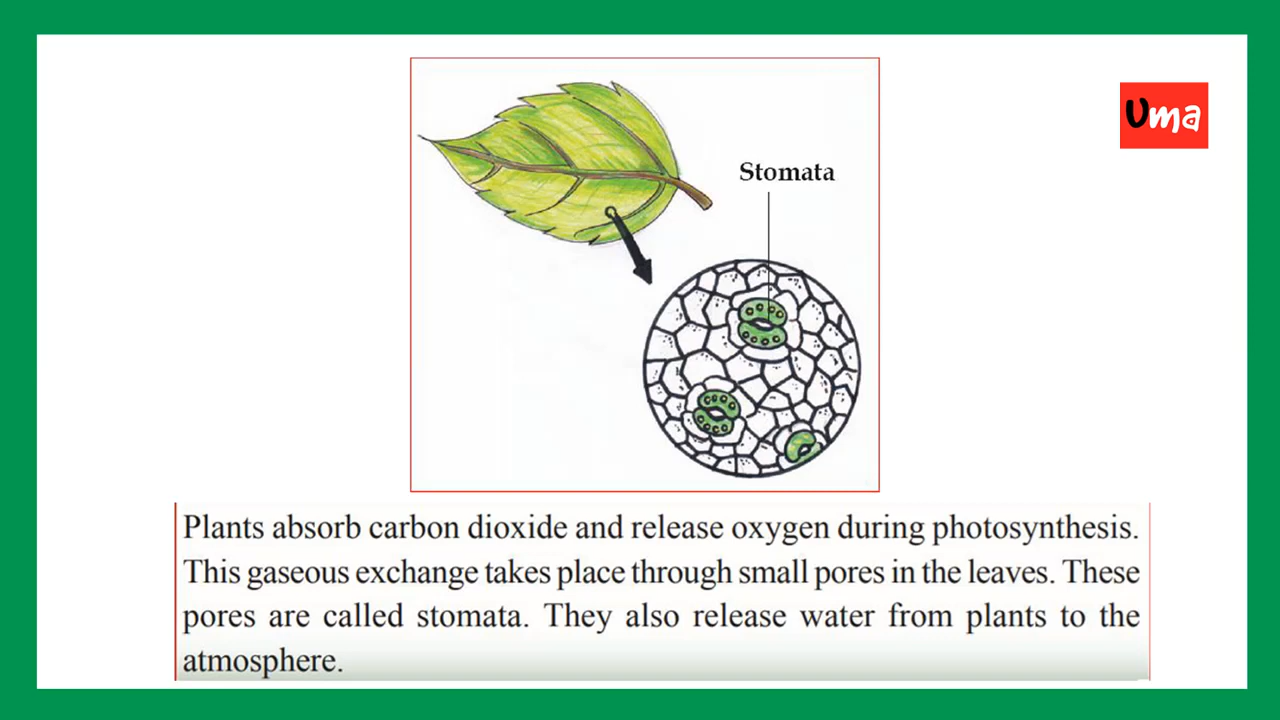 Uma
Stomata
Plants absorb carbon dioxide and release oxygen during photosynthesis.
This gaseous exchange takes place through small pores in the leaves. These
pores are called stomata. They also release water from plants to the
atmosphere.